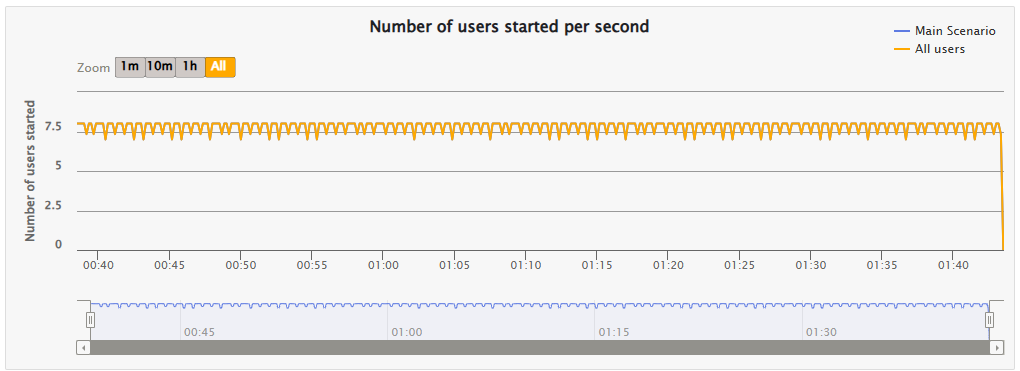 Number of users started per second
Main Scenario
All users
Zoom 1m 10m 1h All
Number of users started
7.5
5
2.5
0
00:40 00:45 00:50 00:55 01:00 01:05 01:10 01:15 01:20 01:25 01:30 01:35 01:40
00:45 01:00 01:15 01:30